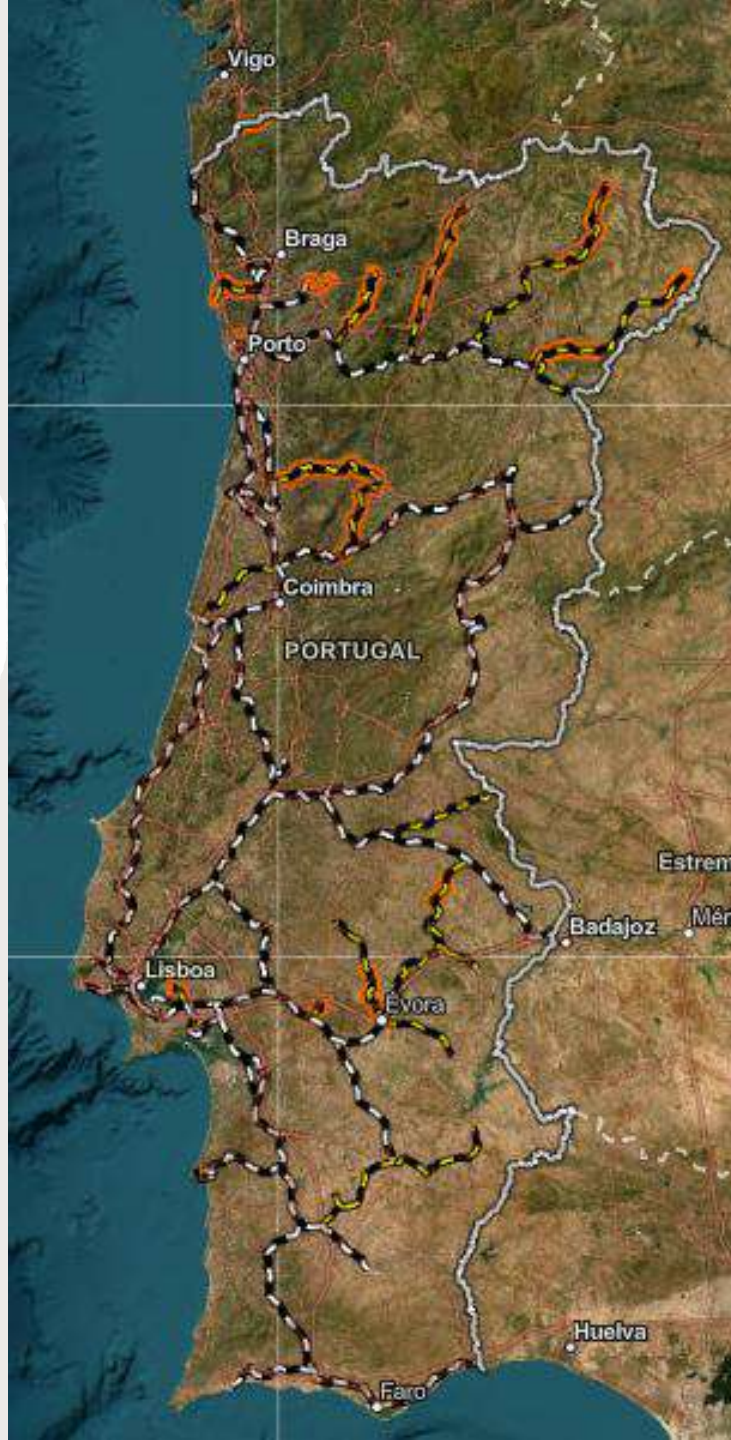 Vigo
Braga
Porto
Coimbra
PORTUGAL
Estrem
Badajoz
Mér
Lisboa
Évora
Huelva
Faro